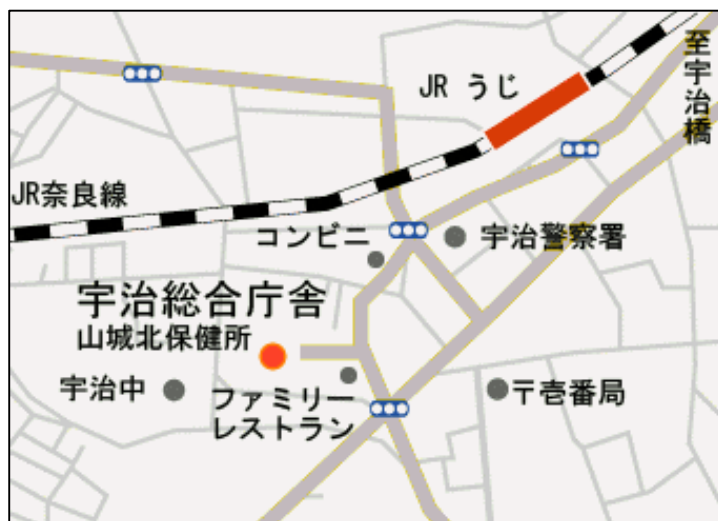 至宇治橋
JR うじ
JR奈良線
コンビニ
宇治警察署
宇治総合庁舎
山城北保健所
宇治中
ファミリー
レストラン
〒壱番局